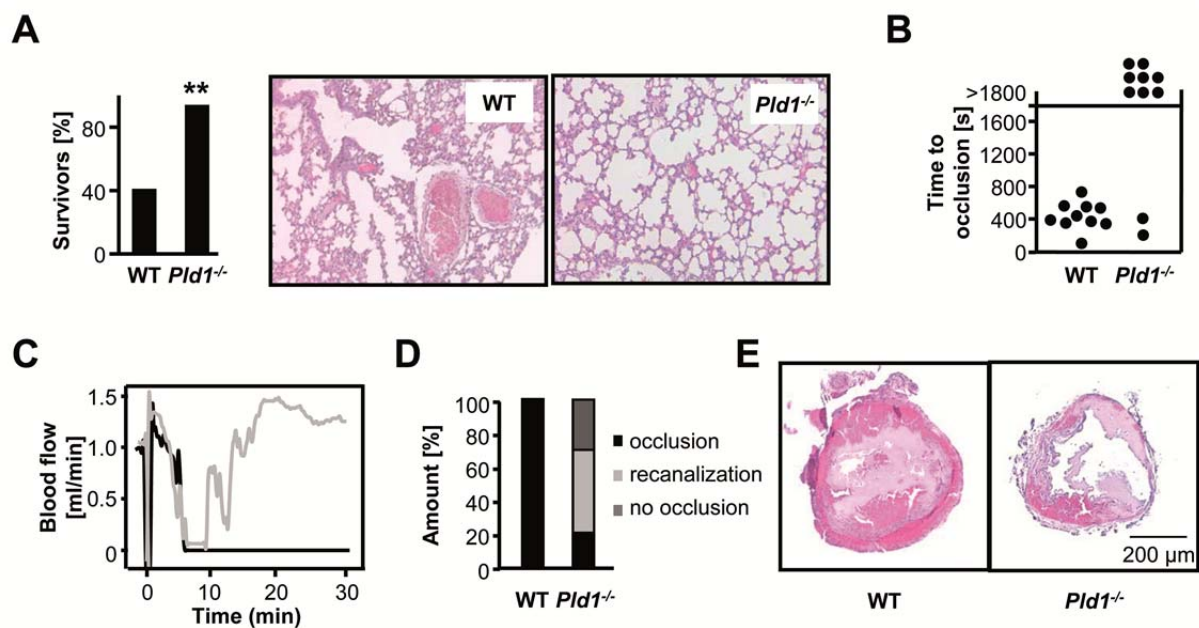 A
Survivors [%]
80
40
0
**
WT Pld1-/-
WT
Pld1-/-
B
Time to
occlusion [s]
>1800
1600
1200
800
400
0
WT Pld1-/-
C
Blood flow
[ml/min]
1.5
1.0
0.5
0
0 10 20 30
Time (min)
D
Amount [%]
100
80
60
40
20
0
WT Pld1-/-
occlusion
recanalization
no occlusion
E
200 µm
WT
Pld1-/-